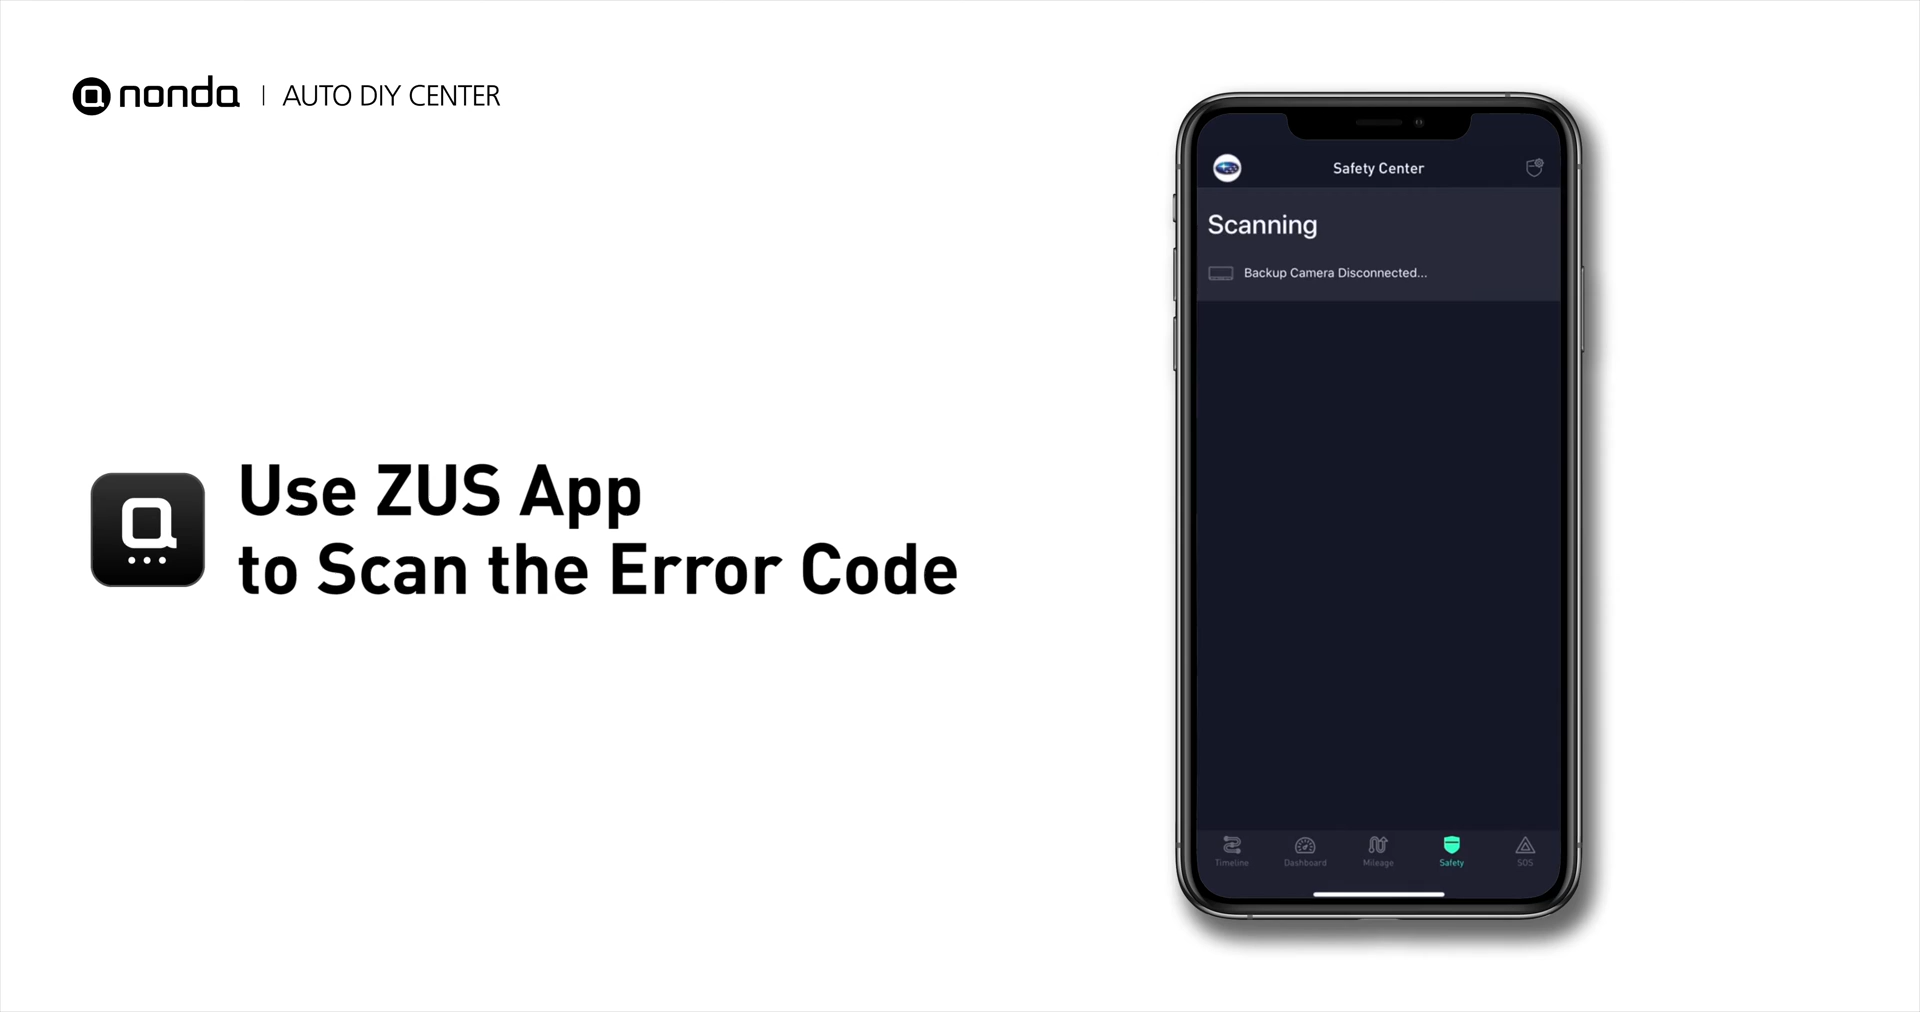 nonda | AUTO DIY CENTER
Use ZUS App
to Scan the Error Code
Safety Center
Scanning
Backup Camera Disconnected...
Timeline Dashboard Mileage Safety SOS